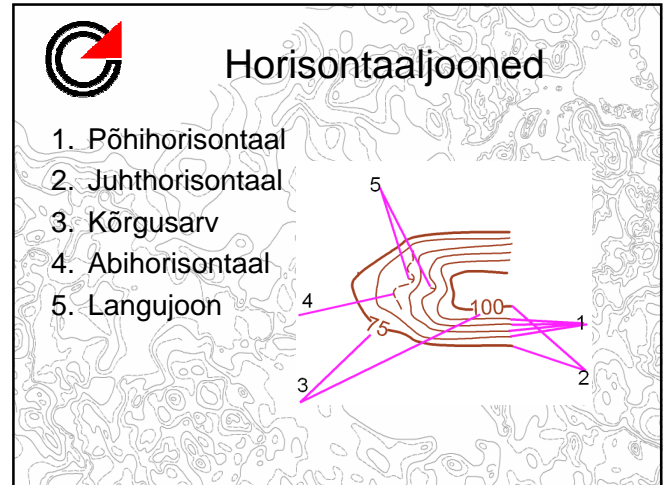 Horisontaaljooned
1. Põhihorisontaal
2. Juhthorisontaal
3. Kõrgusarv
4. Abihorisontaal
5. Langujoon
5
4
75
100
1
2
3